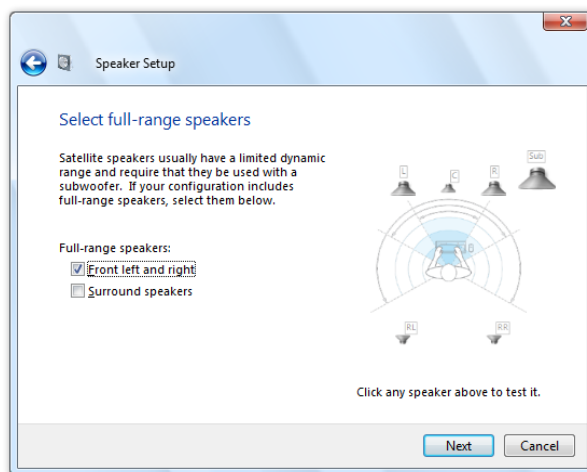 Speaker Setup
Select full-range speakers
Satellite speakers usually have a limited dynamic
range and require that they be used with a
subwoofer. If your configuration includes
full-range speakers, select them below.
Full-range speakers:
Front left and right
Surround speakers
L
C
R
Sub
RL
RR
Click any speaker above to test it.
Next
Cancel